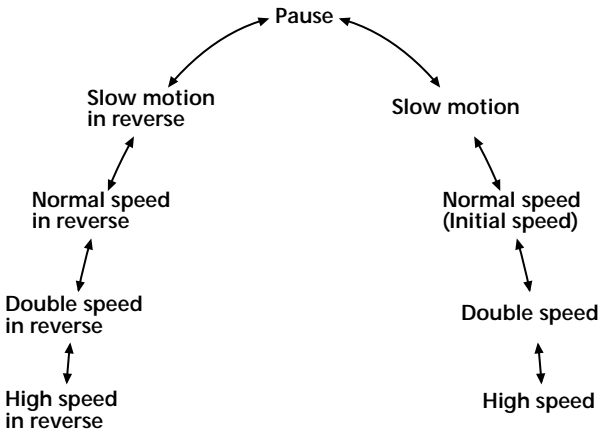 Pause
Slow motion
in reverse
Slow motion
Normal speed
in reverse
Normal speed
(Initial speed)
Double speed
in reverse
Double speed
High speed
in reverse
High speed